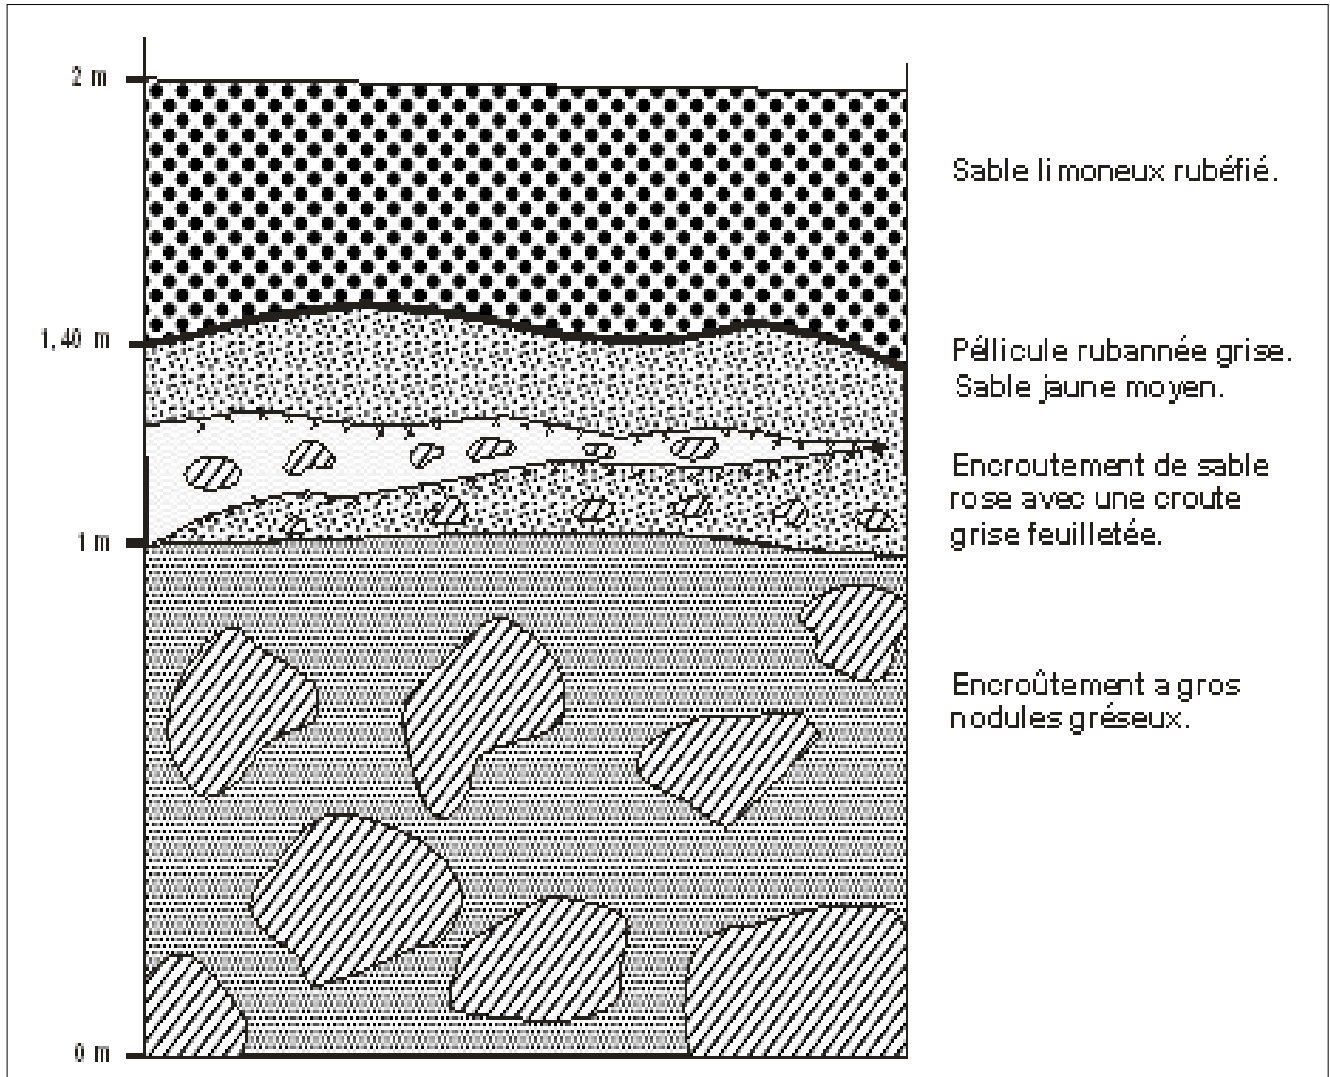 2 m
Sable limoneux rubéfié.
1,40 m
Péllicule rubannée grise.
Sable jaune moyen.
Encroutement de sable
rose avec une croute
grise feuilletée.
1 m
Encroûtement a gros
nodules gréseux.
0 m